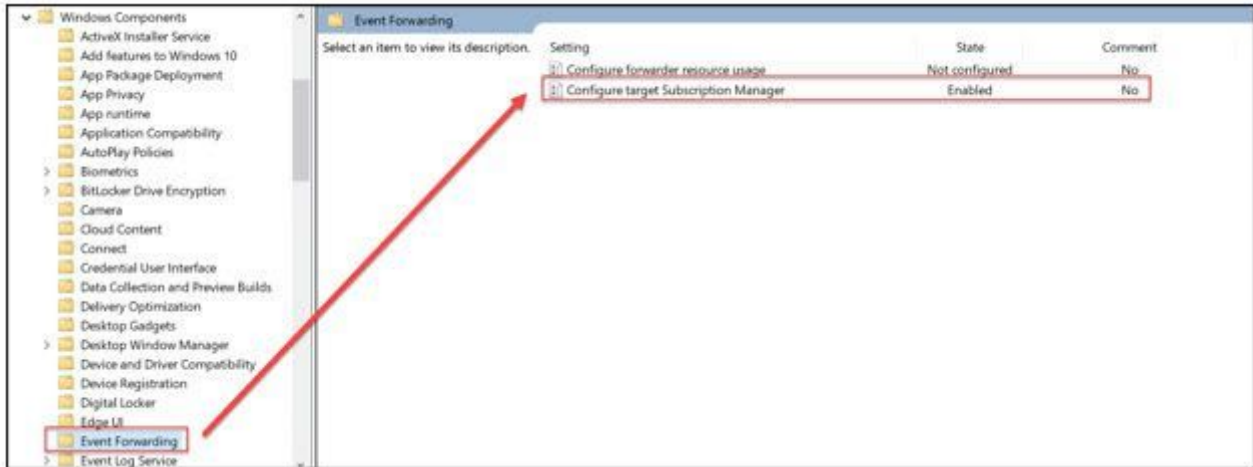 Windows Components
ActiveX Installer Service
Add features to Windows 10
App Package Deployment
App Privacy
App runtime
Application Compatibility
AutoPlay Policies
Biometrics
BitLocker Drive Encryption
Camera
Cloud Content
Connect
Credential User Interface
Data Collection and Preview Builds
Delivery Optimization
Desktop Gadgets
Desktop Window Manager
Device and Driver Compatibility
Device Registration
Digital Locker
Edge UI
Event Forwarding
Event Log Service
Event Forwarding
Select an item to view its description.
Setting State Comment
Configure forwarder resource usage Not configured No
Configure target Subscription Manager Enabled No